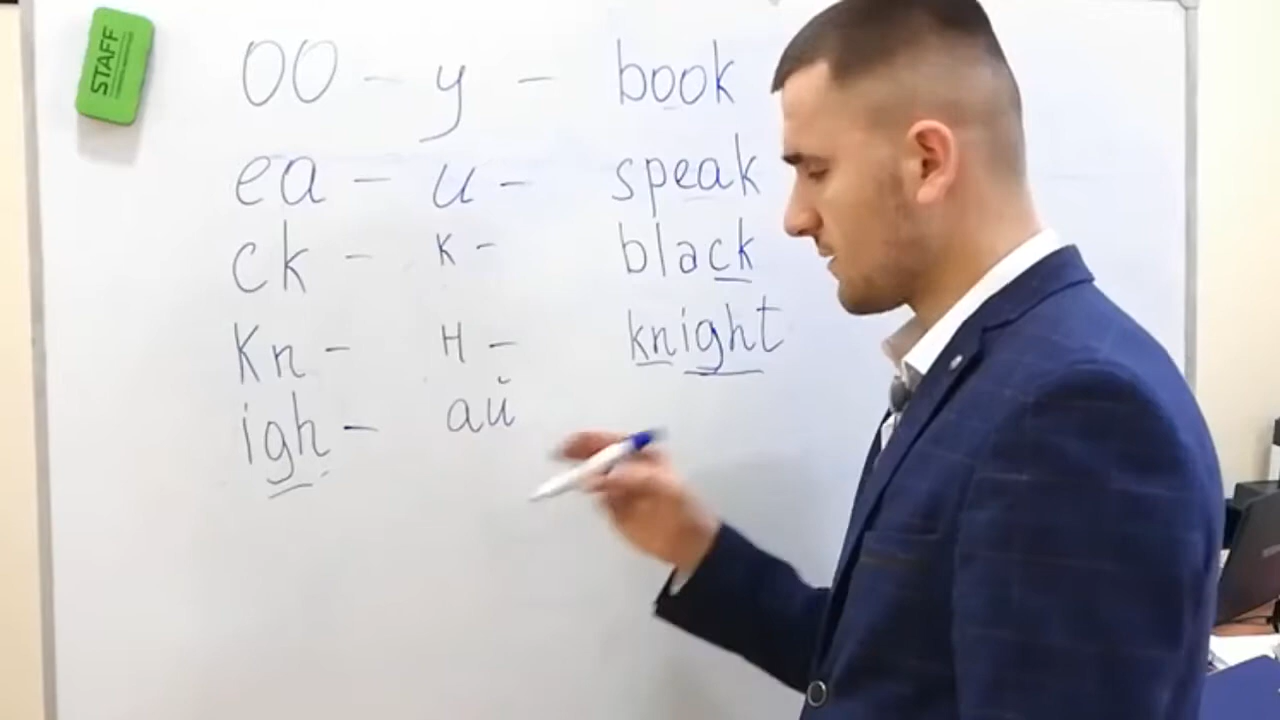 STAFF
oo - у - book
ea - и - speak
ck - к - black
kn - н - knight
igh - ай